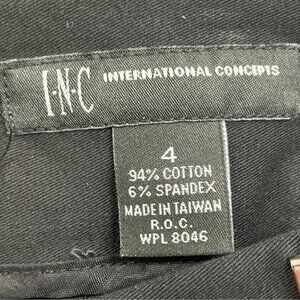 I·N·C INTERNATIONAL CONCEPTS
4
94% COTTON
6% SPANDEX
MADE IN TAIWAN
R.O.C.
WPL 8046